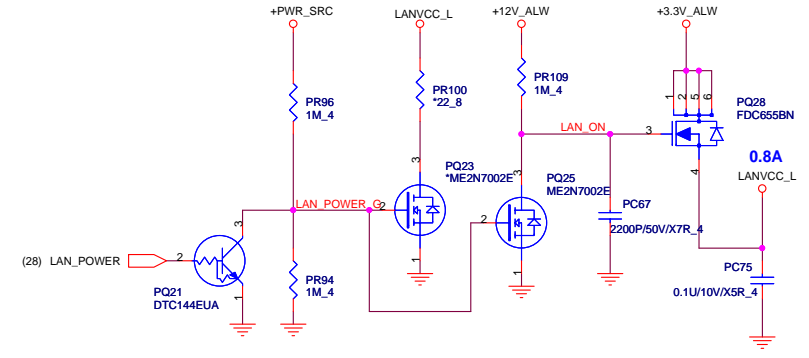 +PWR_SRC
LANVCC_L
+12V_ALW
+3.3V_ALW
PR96
1M_4
PR100
*22_8
PR109
1M_4
1
2
5
6
PQ28
FDC655BN
LAN_ON
3
4
0.8A
LANVCC_L
3
PQ23
*ME2N7002E
3
PQ25
ME2N7002E
LAN_POWER_G
2
2
1
1
PC67
2200P/50V/X7R_4
3
(28) LAN_POWER
2
1
PQ21
DTC144EUA
PR94
1M_4
PC75
0.1U/10V/X5R_4